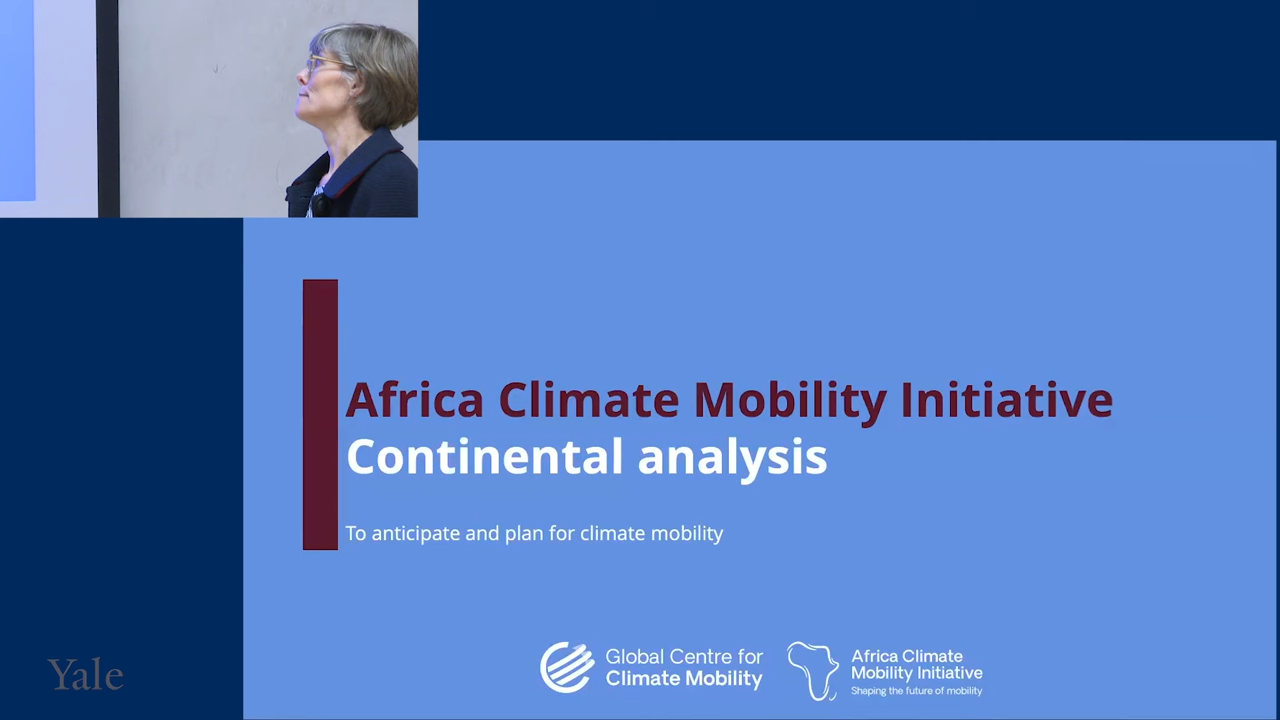 Africa Climate Mobility Initiative
Continental analysis
To anticipate and plan for climate mobility
Global Centre for
Climate Mobility
Africa Climate
Mobility Initiative
Shaping the future of mobility
Yale